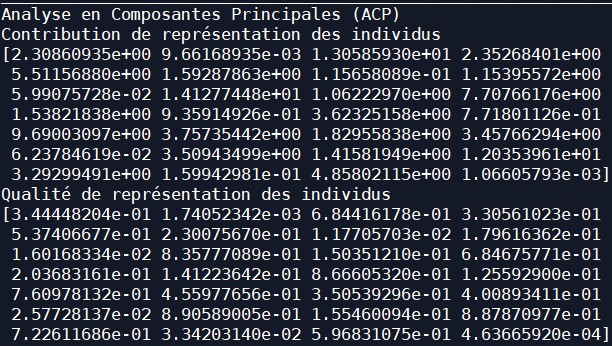 Analyse en Composantes Principales (ACP)
Contribution de représentation des individus
[2.30860935e+00 9.66168935e-03 1.30585930e+01 2.35268401e+00
5.51156880e+00 1.59287863e+00 1.15658089e-01 1.15395572e+00
5.99075728e-02 1.41277448e+01 1.06222970e+00 7.70766176e+00
1.53821838e+00 9.35914926e-01 3.62325158e+00 7.71801126e-01
9.69003097e+00 3.75735442e+00 1.82955838e+00 3.45766294e+00
6.23784619e-02 3.50943499e+00 1.41581949e+00 1.20353961e+01
3.29299491e+00 1.59942981e-01 4.85802115e+00 1.06605793e-03]
Qualité de représentation des individus
[3.44448204e-01 1.74052342e-03 6.84416178e-01 3.30561023e-01
5.37406677e-01 2.30075670e-01 1.17705703e-02 1.79616362e-01
1.60168334e-02 8.35777089e-01 1.50351210e-01 6.84675771e-01
2.03683161e-01 1.41223642e-01 8.66605320e-01 1.25592900e-01
7.60978132e-01 4.55977656e-01 3.50539296e-01 4.00893411e-01
2.57728137e-02 8.90589005e-01 1.55460094e-01 8.87870977e-01
7.22611686e-01 3.34203140e-02 5.96831075e-01 4.63665920e-04]